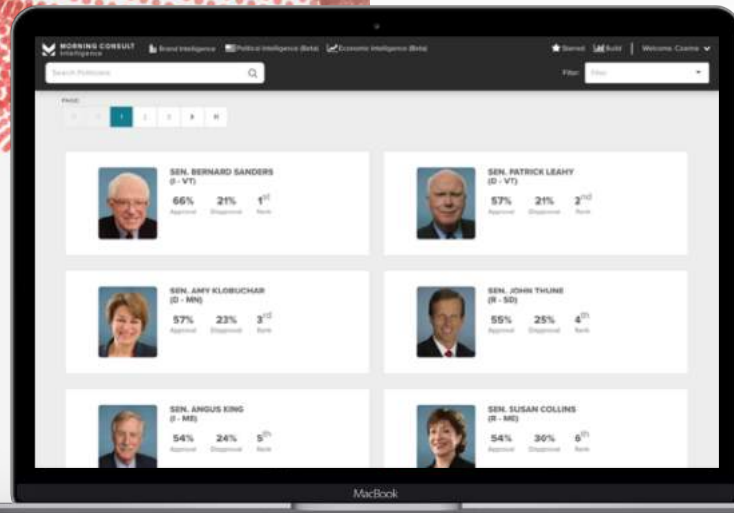 MORNING CONSULT
Intelligence
Brand Intelligence
Political Intelligence (Beta)
Economic Intelligence (Beta)
Starred
Build
Welcome, Czarina
Search Politicians
Filter:
Filter
PAGE:
1 2 3
SEN. BERNARD SANDERS
(I - VT)
66% 21% 1st
Approval Disapproval Rank
SEN. PATRICK LEAHY
(D - VT)
57% 21% 2nd
Approval Disapproval Rank
SEN. AMY KLOBUCHAR
(D - MN)
57% 23% 3rd
Approval Disapproval Rank
SEN. JOHN THUNE
(R - SD)
55% 25% 4th
Approval Disapproval Rank
SEN. ANGUS KING
(I - ME)
54% 24% 5th
Approval Disapproval Rank
SEN. SUSAN COLLINS
(R - ME)
54% 30% 6th
Approval Disapproval Rank
MacBook